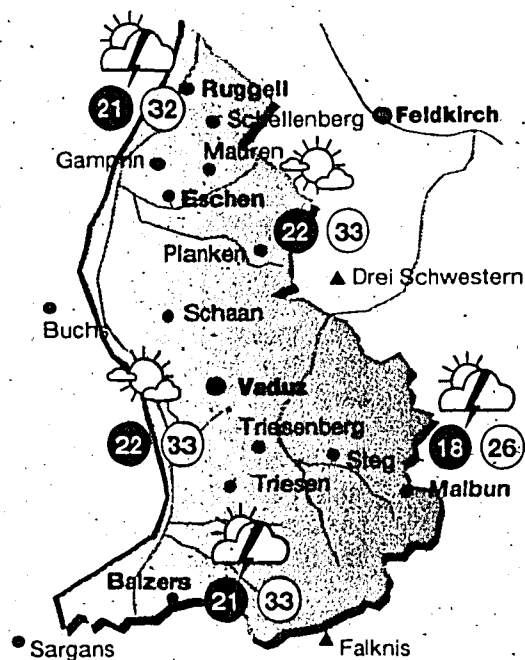 Ruggell
21 32
Schellenberg
Feldkirch
Gamprin
Mauren
Eschen
22 33
Planken
Drei Schwestern
Schaan
Buchs
Vaduz
22 33
Triesenberg
18 26
Steg
Malbun
Triesen
Balzers
21 33
Sargans
Falknis